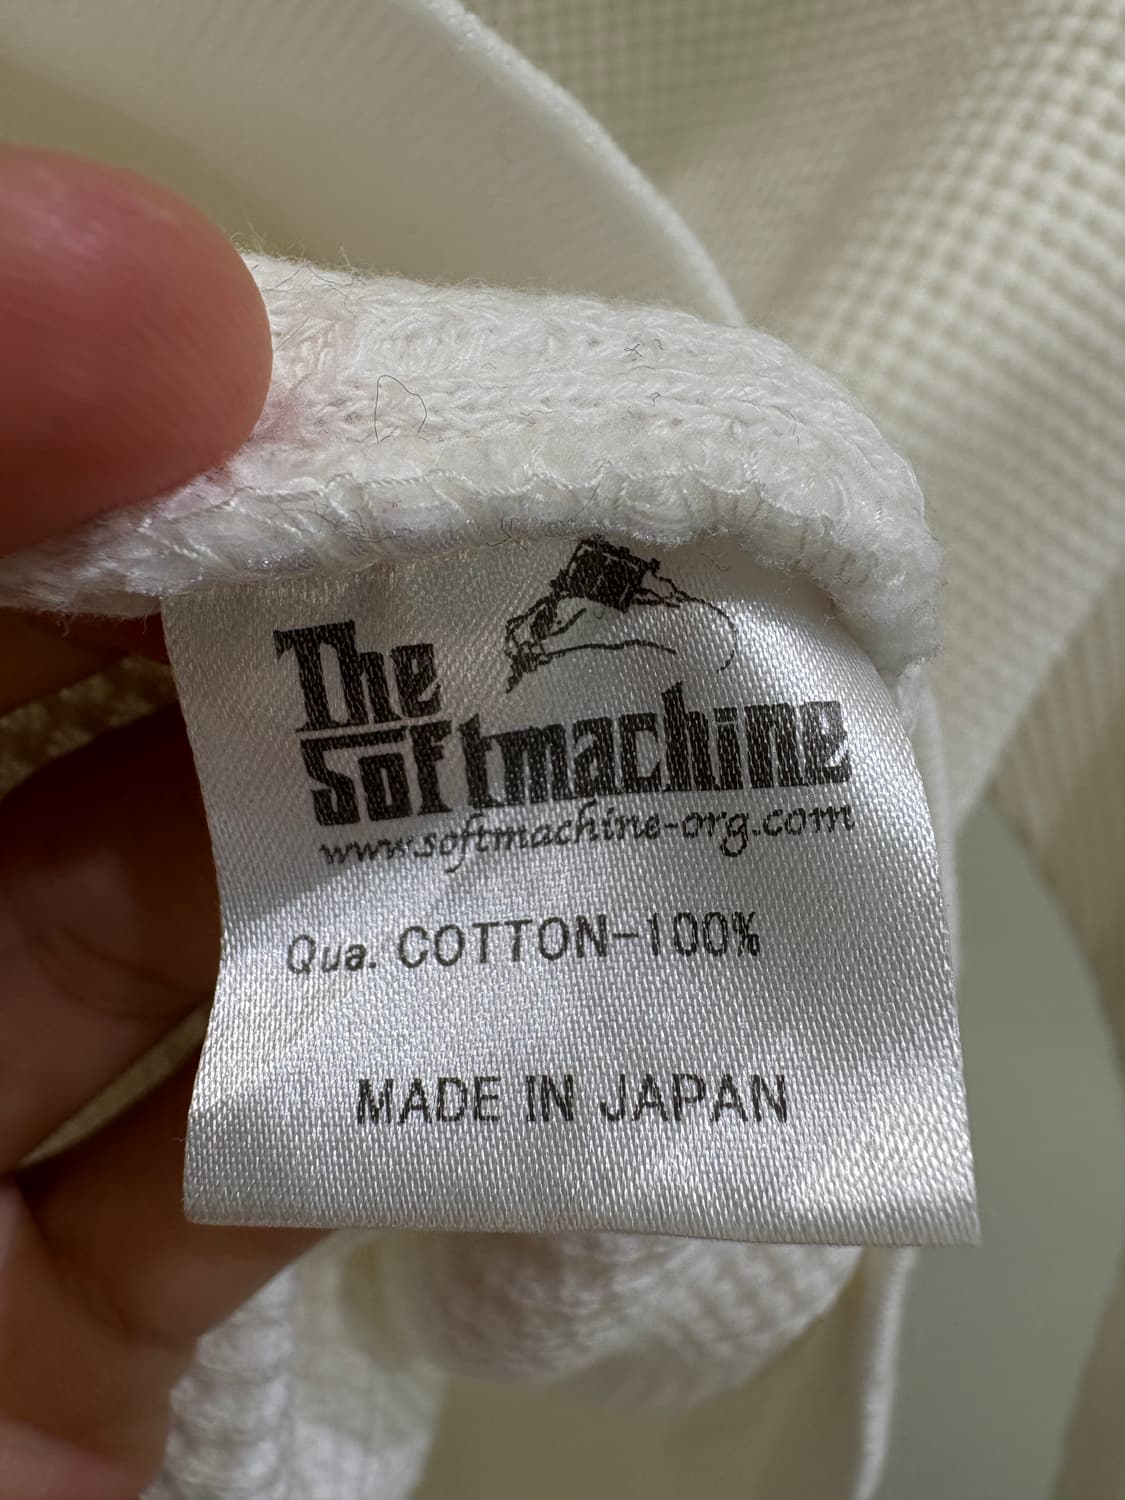 The
Softmachine
www.softmachine-org.com
Qua. COTTON-100%
MADE IN JAPAN